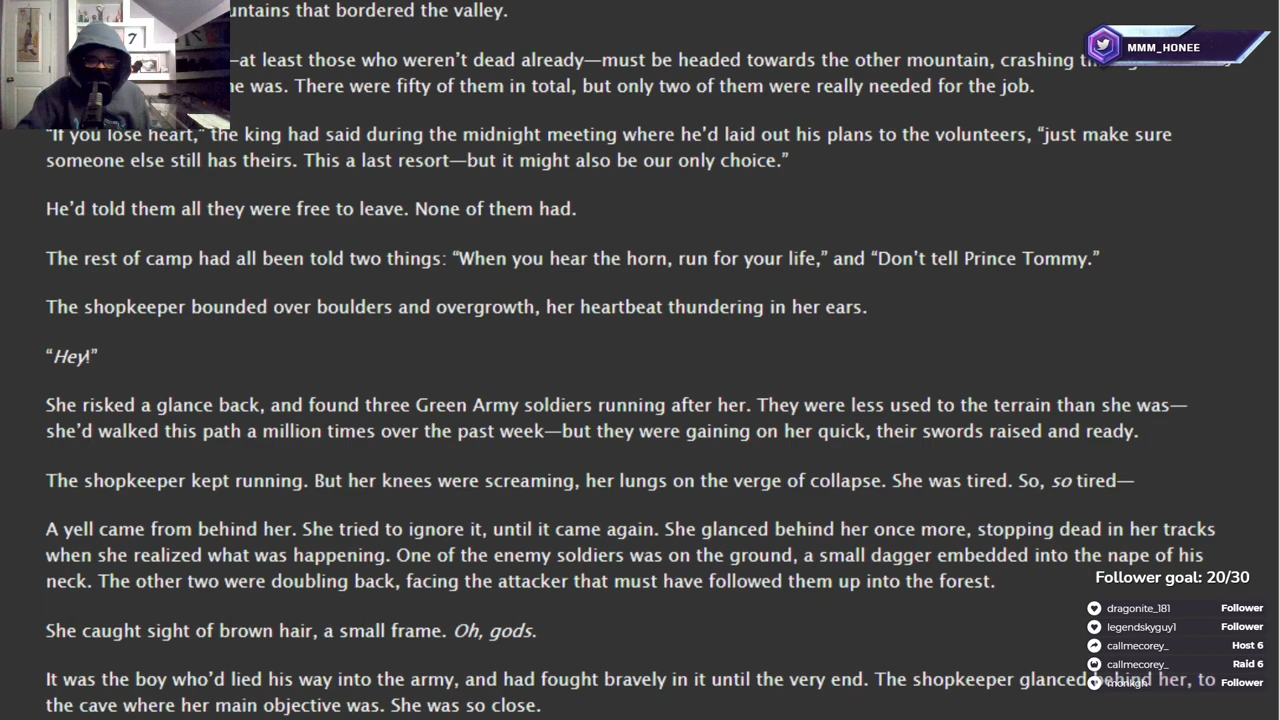 untains that bordered the valley.
MMM_HONEE
7
—at least those who weren't dead already—must be headed towards the other mountain, crashing
e was. There were fifty of them in total, but only two of them were really needed for the job.
“If you lose heart,” the king had said during the midnight meeting where he’d laid out his plans to the volunteers, “just make sure
someone else still has theirs. This a last resort—but it might also be our only choice.”
He’d told them all they were free to leave. None of them had.
The rest of camp had all been told two things: “When you hear the horn, run for your life,” and “Don’t tell Prince Tommy.”
The shopkeeper bounded over boulders and overgrowth, her heartbeat thundering in her ears.
“Hey!”
She risked a glance back, and found three Green Army soldiers running after her. They were less used to the terrain than she was—
she’d walked this path a million times over the past week—but they were gaining on her quick, their swords raised and ready.
The shopkeeper kept running. But her knees were screaming, her lungs on the verge of collapse. She was tired. So, so tired—
A yell came from behind her. She tried to ignore it, until it came again. She glanced behind her once more, stopping dead in her tracks
when she realized what was happening. One of the enemy soldiers was on the ground, a small dagger embedded into the nape of his
neck. The other two were doubling back, facing the attacker that must have followed them up into the forest.
She caught sight of brown hair, a small frame. Oh, gods.
It was the boy who’d lied his way into the army, and had fought bravely in it until the very end. The shopkeeper glanced behind her, to
the cave where her main objective was. She was so close.
Follower goal: 20/30
dragonite_181 Follower
legendskyguy1 Follower
callmecorey_ Host 6
callmecorey_ Raid 6
Follower